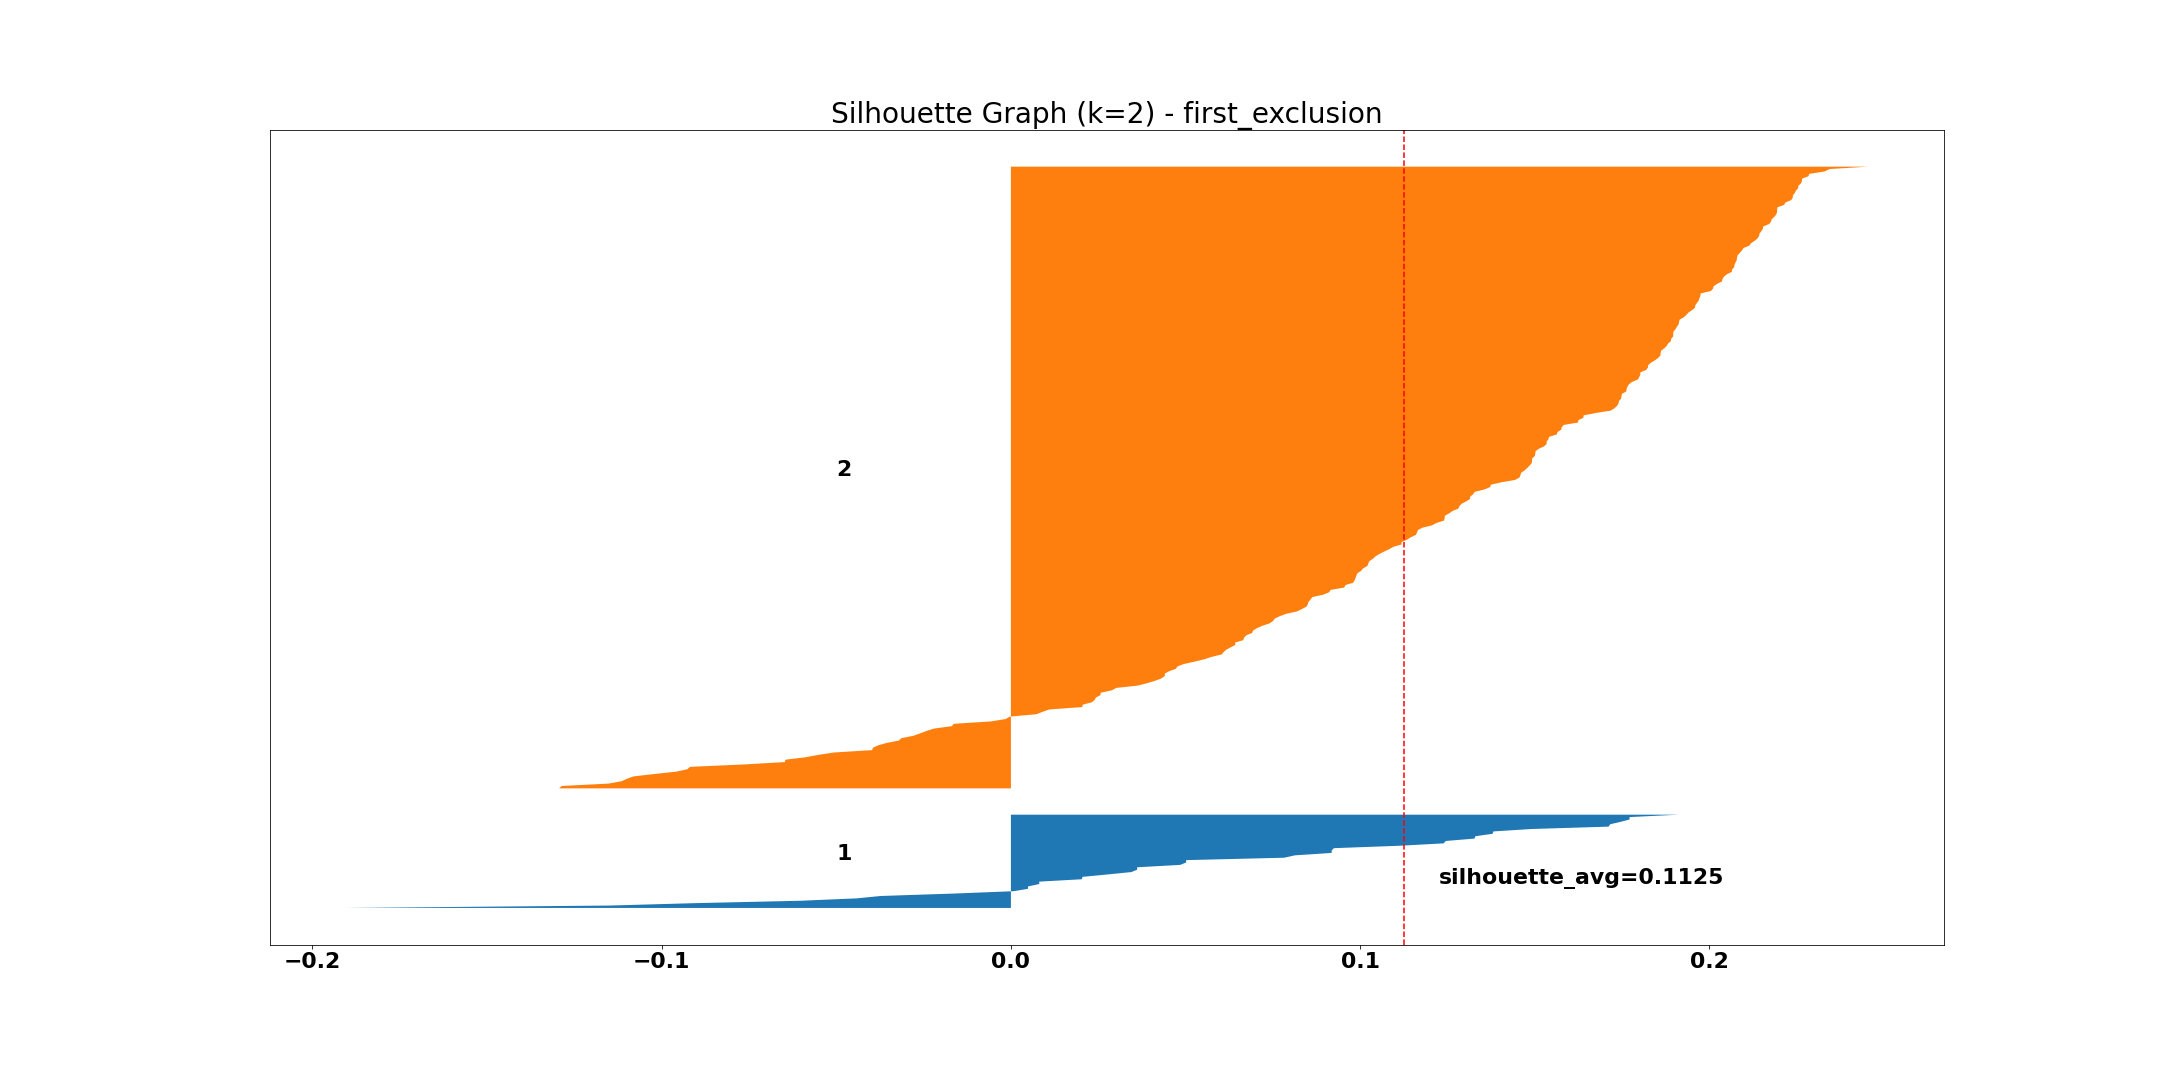 Silhouette Graph (k=2) - first_exclusion
2
1
silhouette_avg=0.1125
−0.2 −0.1 0.0 0.1 0.2